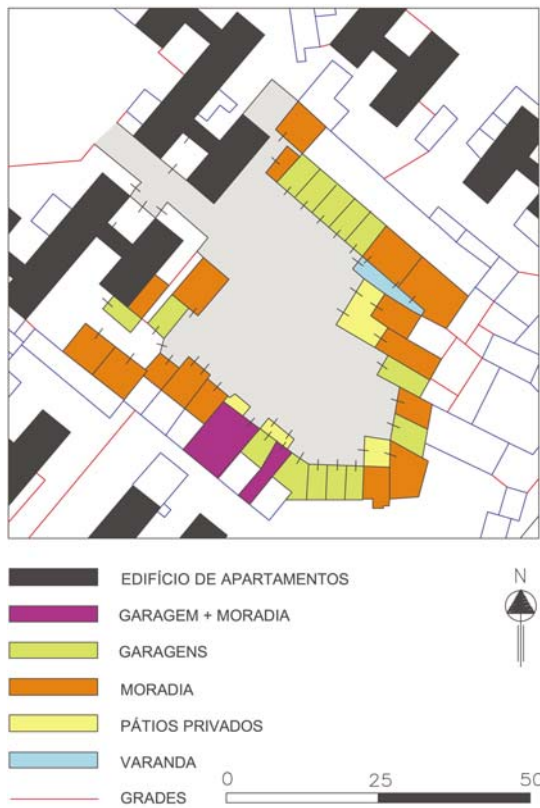 EDIFÍCIO DE APARTAMENTOS
GARAGEM + MORADIA
GARAGENS
MORADIA
PÁTIOS PRIVADOS
VARANDA
GRADES
N
0 25 50